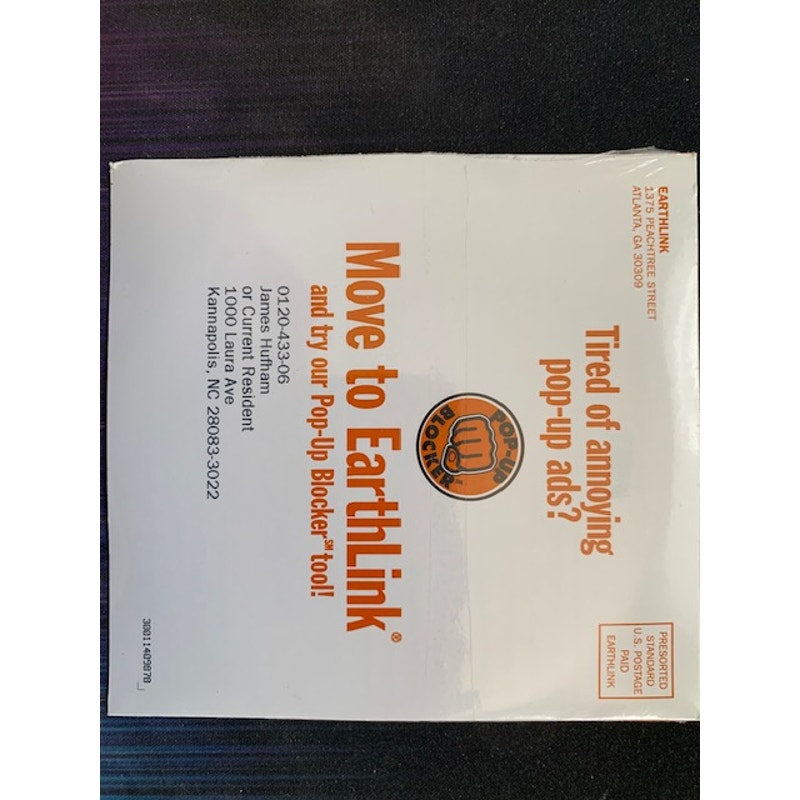 EARTHLINK
1375 PEACHTREE STREET
ATLANTA, GA 30309
PRESORTED
STANDARD
U.S. POSTAGE
PAID
EARTHLINK
Tired of annoying
pop-up ads?
POP-UP
BLOCKER℠
Move to EarthLink®
and try our Pop-Up Blocker℠ tool!
0120-433-06
James Hufham
or Current Resident
1000 Laura Ave
Kannapolis, NC 28083-3022
30011409878